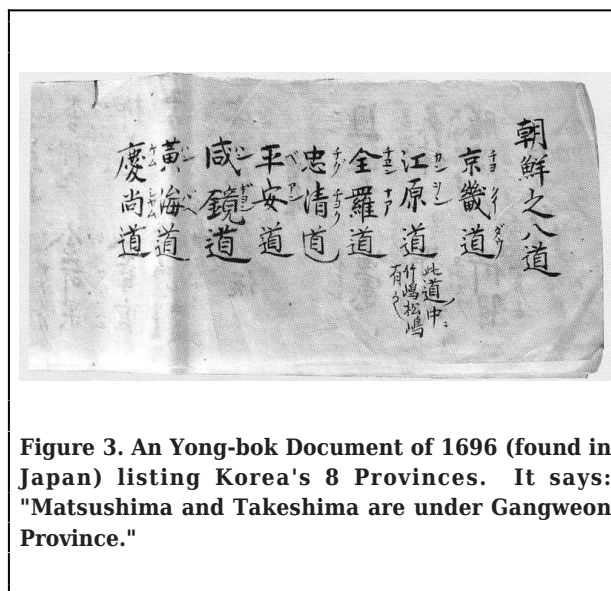 朝鮮之八道
京畿道
江原道
此道中ニ
竹嶋松嶋
有之
全羅道
忠清道
平安道
咸鏡道
黄海道
慶尚道
Figure 3. An Yong-bok Document of 1696 (found in
Japan) listing Korea's 8 Provinces. It says:
"Matsushima and Takeshima are under Gangweon
Province."